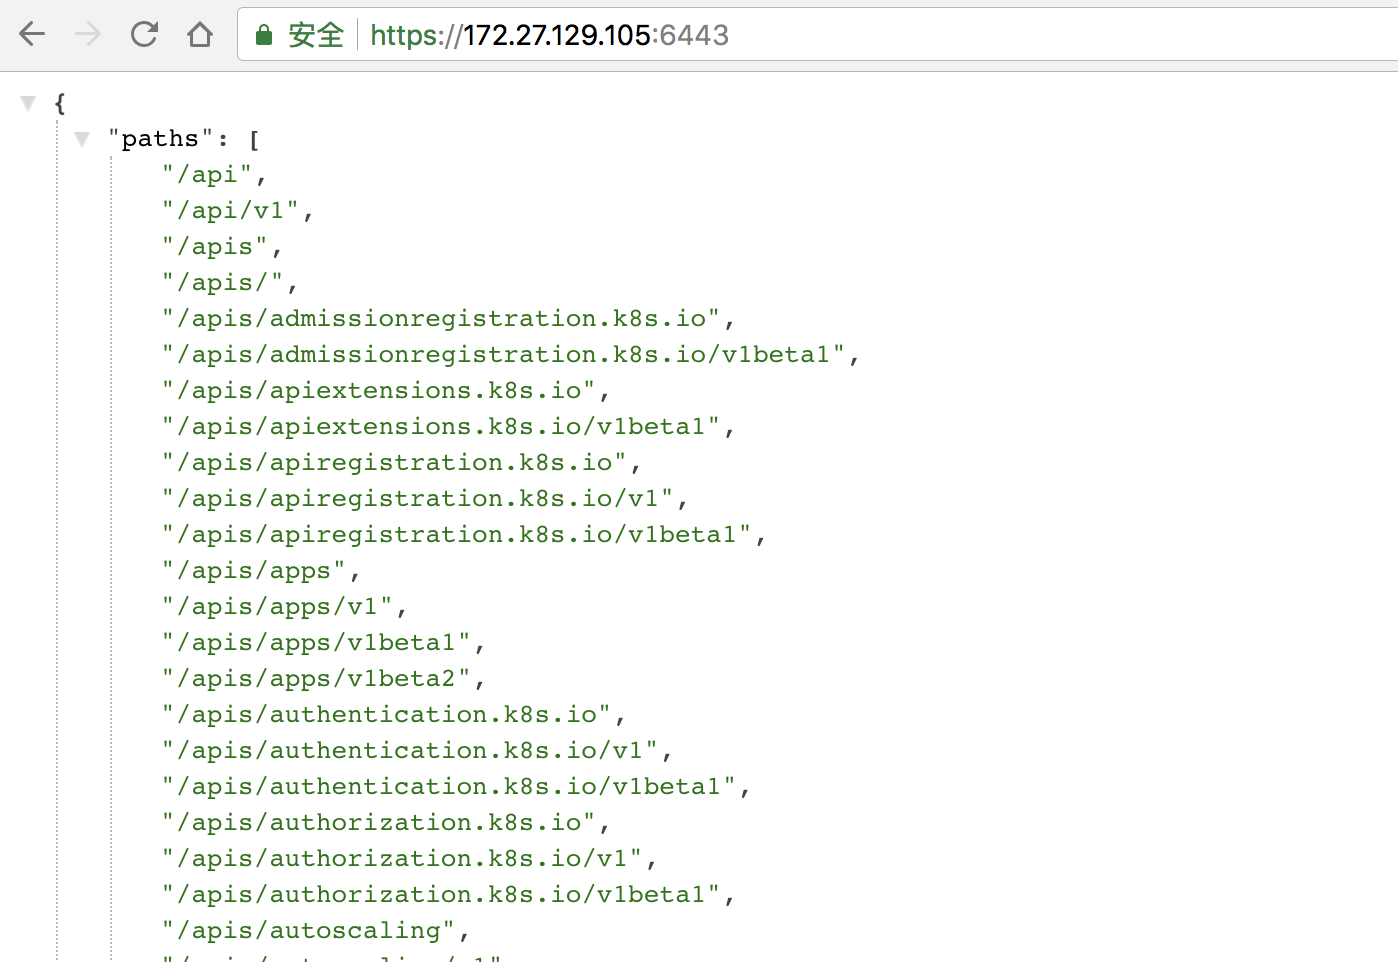 安全 https://172.27.129.105:6443
{
"paths": [
"/api",
"/api/v1",
"/apis",
"/apis/",
"/apis/admissionregistration.k8s.io",
"/apis/admissionregistration.k8s.io/v1beta1",
"/apis/apiextensions.k8s.io",
"/apis/apiextensions.k8s.io/v1beta1",
"/apis/apiregistration.k8s.io",
"/apis/apiregistration.k8s.io/v1",
"/apis/apiregistration.k8s.io/v1beta1",
"/apis/apps",
"/apis/apps/v1",
"/apis/apps/v1beta1",
"/apis/apps/v1beta2",
"/apis/authentication.k8s.io",
"/apis/authentication.k8s.io/v1",
"/apis/authentication.k8s.io/v1beta1",
"/apis/authorization.k8s.io",
"/apis/authorization.k8s.io/v1",
"/apis/authorization.k8s.io/v1beta1",
"/apis/autoscaling",